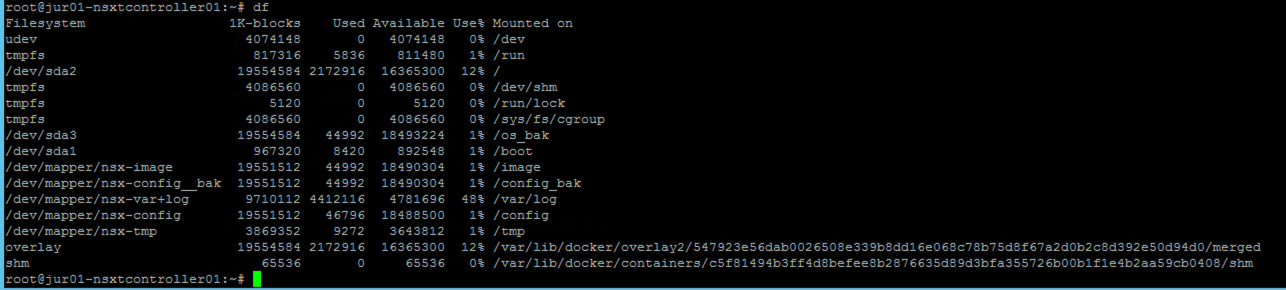 root@jur01-nsxtcontroller01:~# df
Filesystem 1K-blocks Used Available Use% Mounted on
udev 4074148 0 4074148 0% /dev
tmpfs 817316 5836 811480 1% /run
/dev/sda2 19554584 2172916 16365300 12% /
tmpfs 4086560 0 4086560 0% /dev/shm
tmpfs 5120 0 5120 0% /run/lock
tmpfs 4086560 0 4086560 0% /sys/fs/cgroup
/dev/sda3 19554584 44992 18493224 1% /os_bak
/dev/sda1 967320 8420 892548 1% /boot
/dev/mapper/nsx-image 19551512 44992 18490304 1% /image
/dev/mapper/nsx-config__bak 19551512 44992 18490304 1% /config_bak
/dev/mapper/nsx-var+log 9710112 4412116 4781696 48% /var/log
/dev/mapper/nsx-config 19551512 46796 18488500 1% /config
/dev/mapper/nsx-tmp 3869352 9272 3643812 1% /tmp
overlay 19554584 2172916 16365300 12% /var/lib/docker/overlay2/547923e56dab0026508e339b8dd16e068c78b75d8f67a2d0b2c8d392e50d94d0/merged
shm 65536 0 65536 0% /var/lib/docker/containers/c5f81494b3ff4d8befee8b2876635d89d3bfa355726b00b1f1e4b2aa59cb0408/shm
root@jur01-nsxtcontroller01:~#